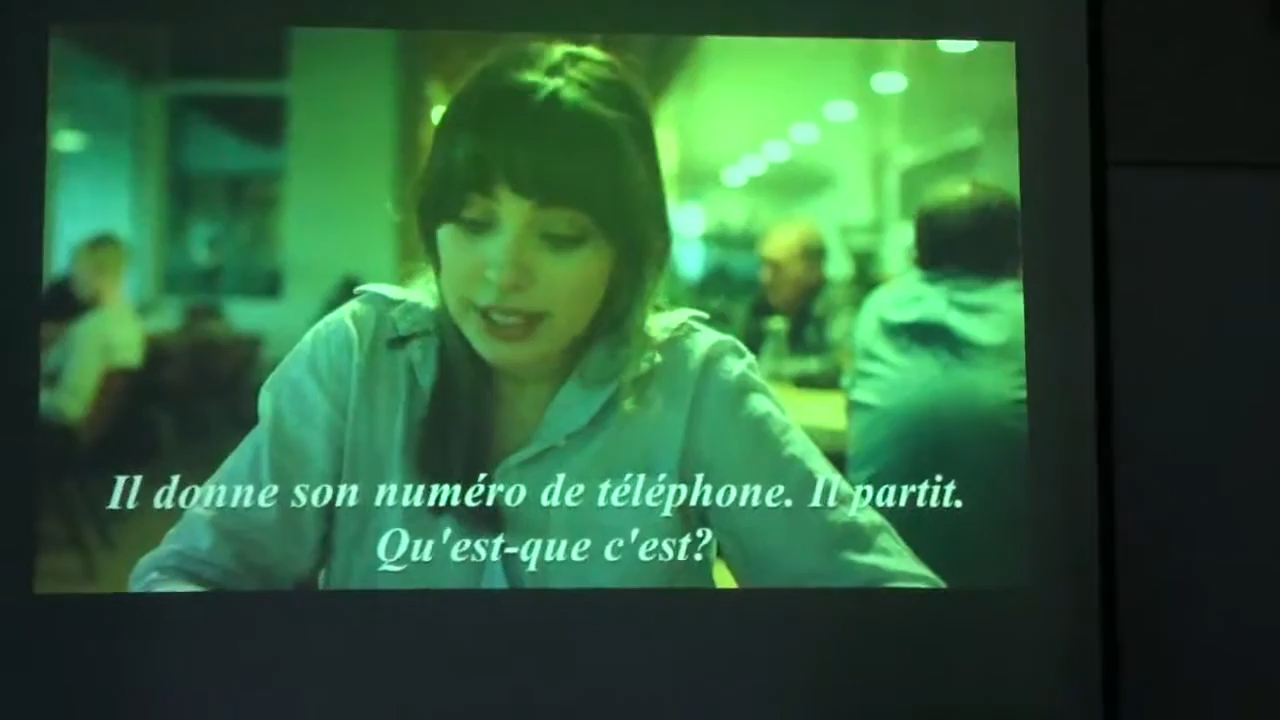 Il donne son numéro de téléphone. Il partit.
Qu'est-que c'est?